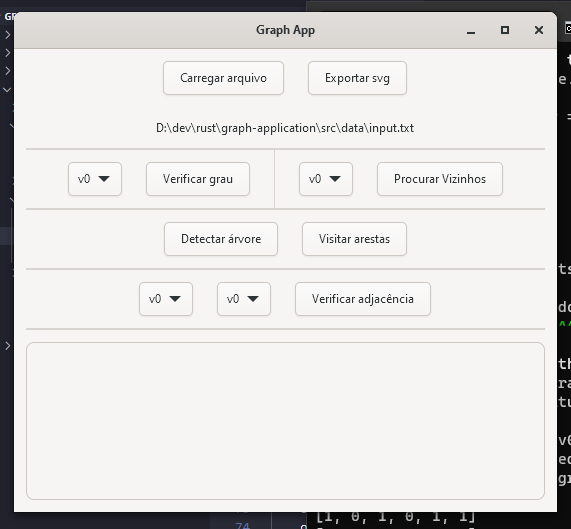 Graph App
Carregar arquivo Exportar svg
D:\dev\rust\graph-application\src\data\input.txt
v0 Verificar grau v0 Procurar Vizinhos
Detectar árvore Visitar arestas
v0 v0 Verificar adjacência
74 [1, 0, 1, 0, 1, 1]